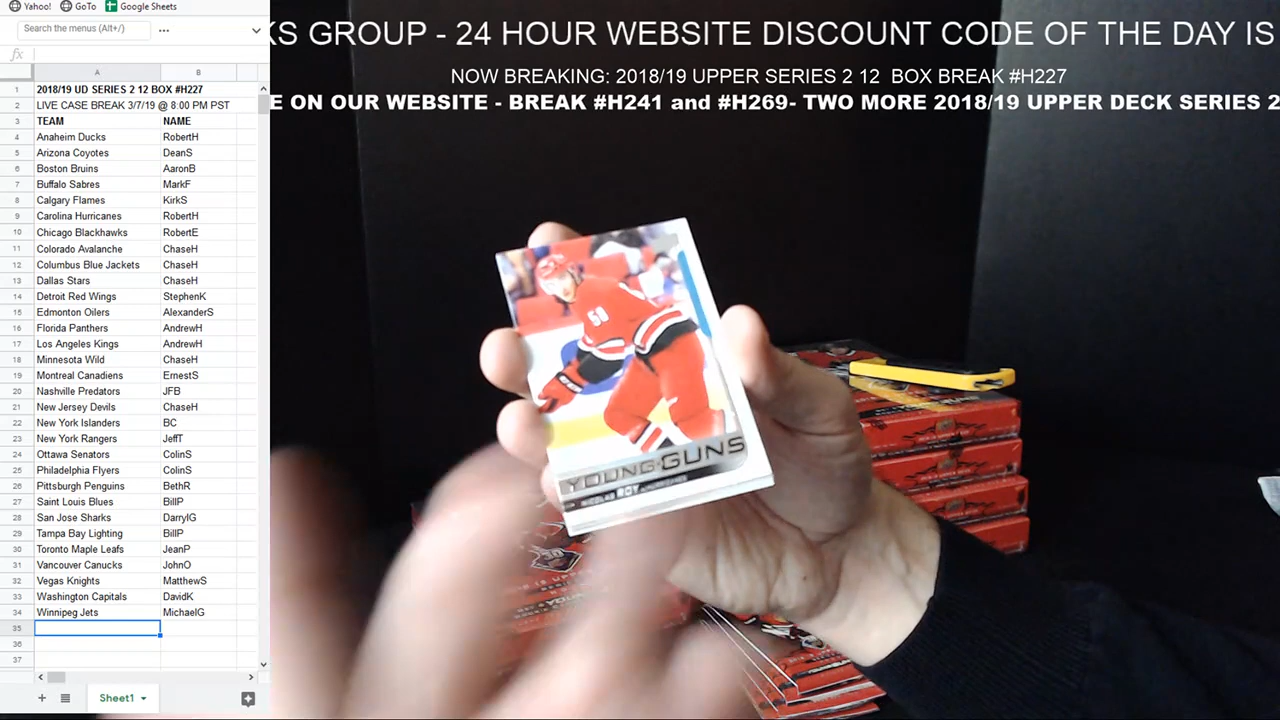 Yahoo! GoTo Google Sheets
Search the menus (Alt+/)
fx
A B
1 2018/19 UD SERIES 2 12 BOX #H227
2 LIVE CASE BREAK 3/7/19 @ 8:00 PM PST
3 TEAM NAME
4 Anaheim Ducks RobertH
5 Arizona Coyotes DeanS
6 Boston Bruins AaronB
7 Buffalo Sabres MarkF
8 Calgary Flames KirkS
9 Carolina Hurricanes RobertH
10 Chicago Blackhawks RobertE
11 Colorado Avalanche ChaseH
12 Columbus Blue Jackets ChaseH
13 Dallas Stars ChaseH
14 Detroit Red Wings StephenK
15 Edmonton Oilers AlexanderS
16 Florida Panthers AndrewH
17 Los Angeles Kings AndrewH
18 Minnesota Wild ChaseH
19 Montreal Canadiens ErnestS
20 Nashville Predators JFB
21 New Jersey Devils ChaseH
22 New York Islanders BC
23 New York Rangers JeffT
24 Ottawa Senators ColinS
25 Philadelphia Flyers ColinS
26 Pittsburgh Penguins BethR
27 Saint Louis Blues BillP
28 San Jose Sharks DarrylG
29 Tampa Bay Lighting BillP
30 Toronto Maple Leafs JeanP
31 Vancouver Canucks JohnO
32 Vegas Knights MatthewS
33 Washington Capitals DavidK
34 Winnipeg Jets MichaelG
35
36
37
Sheet1
KS GROUP - 24 HOUR WEBSITE DISCOUNT CODE OF THE DAY IS
NOW BREAKING: 2018/19 UPPER SERIES 2 12 BOX BREAK #H227
E ON OUR WEBSITE - BREAK #H241 and #H269- TWO MORE 2018/19 UPPER DECK SERIES 2
YOUNG GUNS
NICOLAS ROY